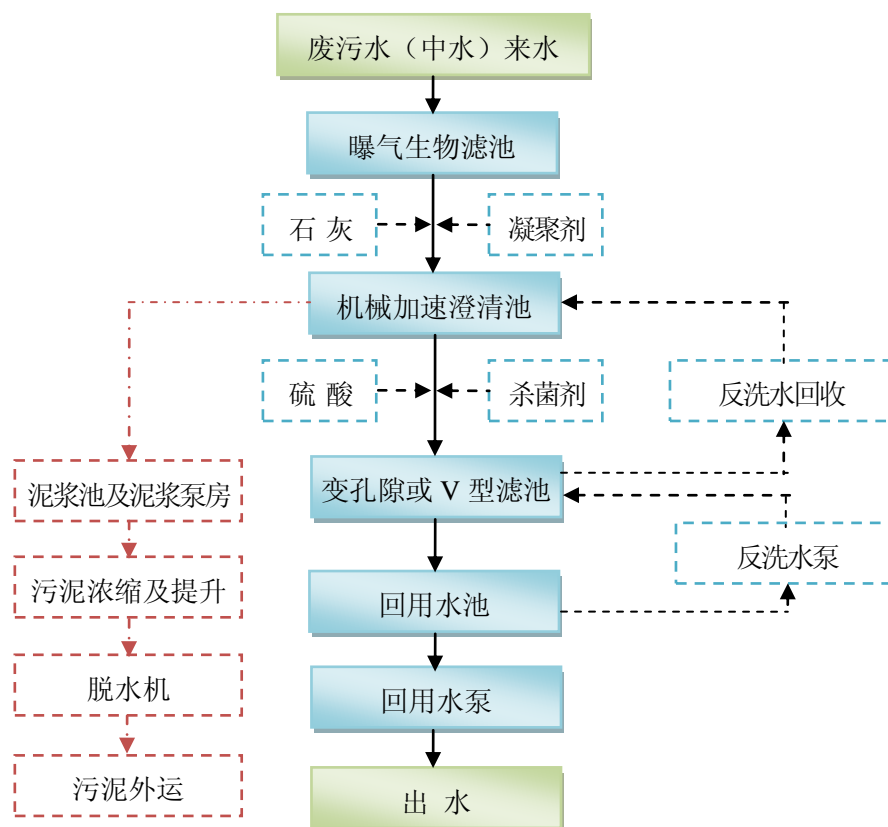 废污水（中水）来水
曝气生物滤池
石 灰
凝聚剂
机械加速澄清池
硫 酸
杀菌剂
反洗水回收
变孔隙或 V 型滤池
泥浆池及泥浆泵房
反洗水泵
污泥浓缩及提升
回用水池
脱水机
回用水泵
污泥外运
出 水